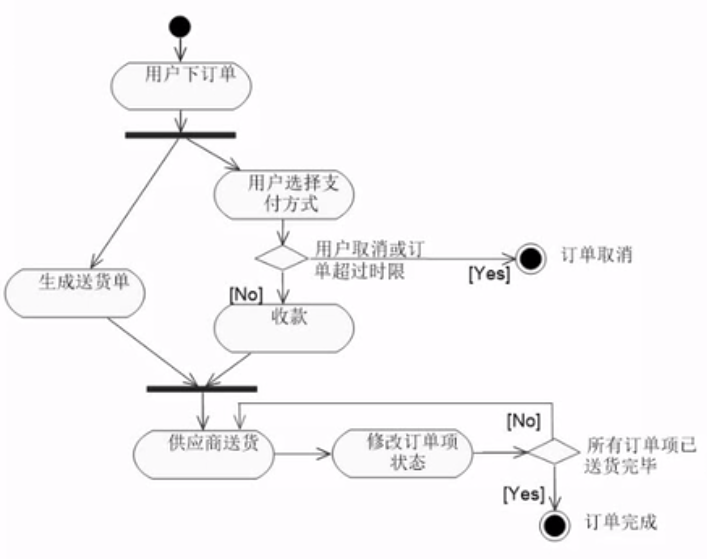 用户下订单
用户选择支
付方式
用户取消或订
单超过时限
[Yes]
订单取消
生成送货单
[No]
收款
[No]
供应商送货
修改订单项
状态
所有订单项已
送货完毕
[Yes]
订单完成